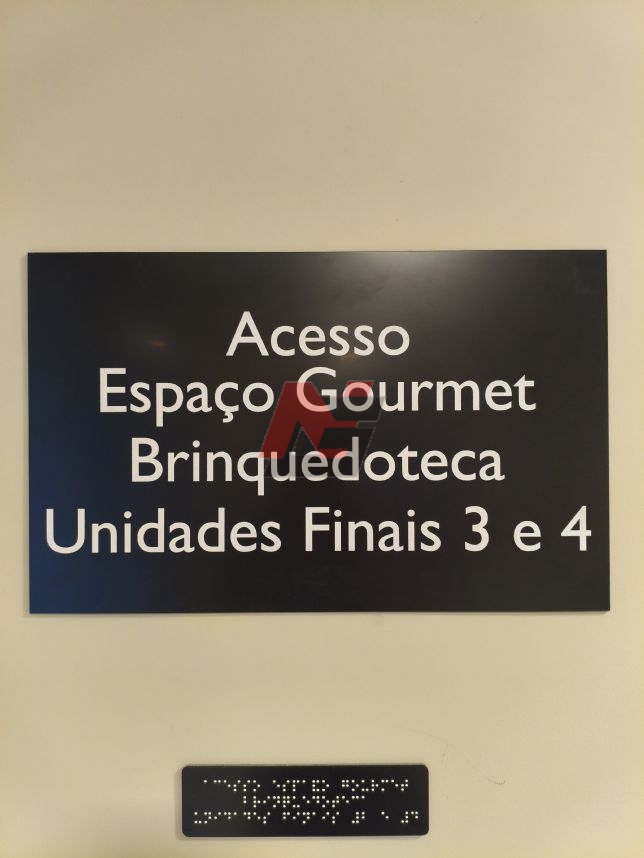 Acesso
Espaço Gourmet
Brinquedoteca
Unidades Finais 3 e 4